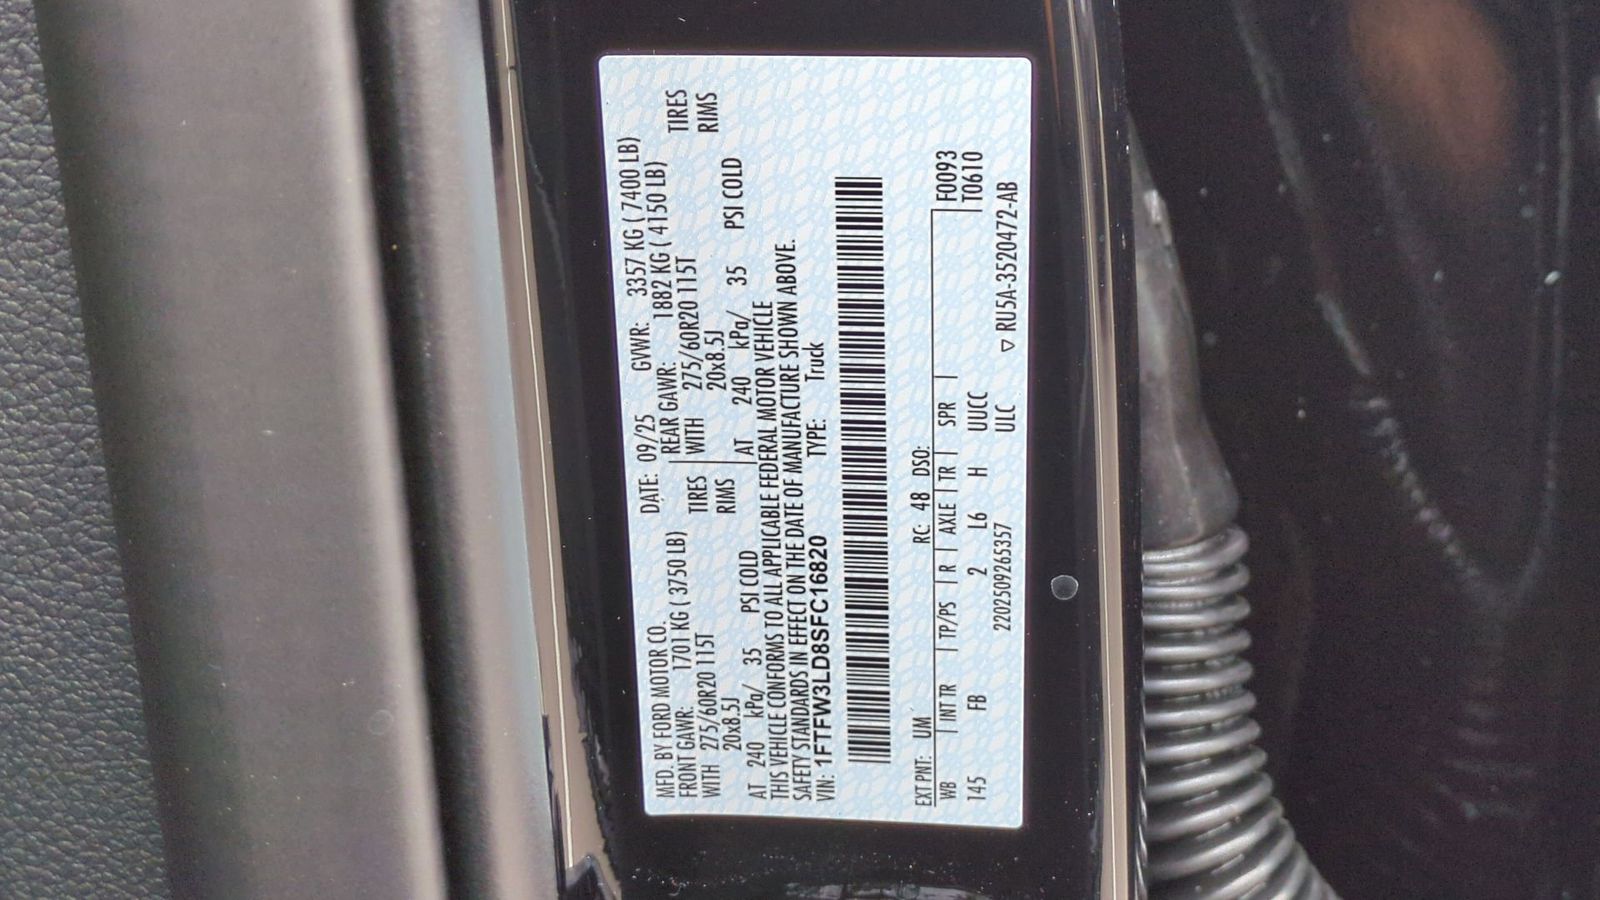 MFD. BY FORD MOTOR CO. DATE: 09/25 GVWR: 3357 KG ( 7400 LB)
FRONT GAWR: 1701 KG ( 3750 LB) REAR GAWR: 1882 KG ( 4150 LB)
WITH 275/60R20 115T TIRES WITH 275/60R20 115T TIRES
20x8.5J RIMS 20x8.5J RIMS
AT 240 kPa/ 35 PSI COLD AT 240 kPa/ 35 PSI COLD
THIS VEHICLE CONFORMS TO ALL APPLICABLE FEDERAL MOTOR VEHICLE
SAFETY STANDARDS IN EFFECT ON THE DATE OF MANUFACTURE SHOWN ABOVE.
VIN: 1FTFW3LD8SFC16820 TYPE: Truck
EXT PNT: UM RC: 48 DSO: F0093
WB | INT TR | TP/PS | R | AXLE | TR | SPR | T0610
145 FB 2 L6 H UUCC
2202509265357 ULC ▽ RU5A-3520472-AB